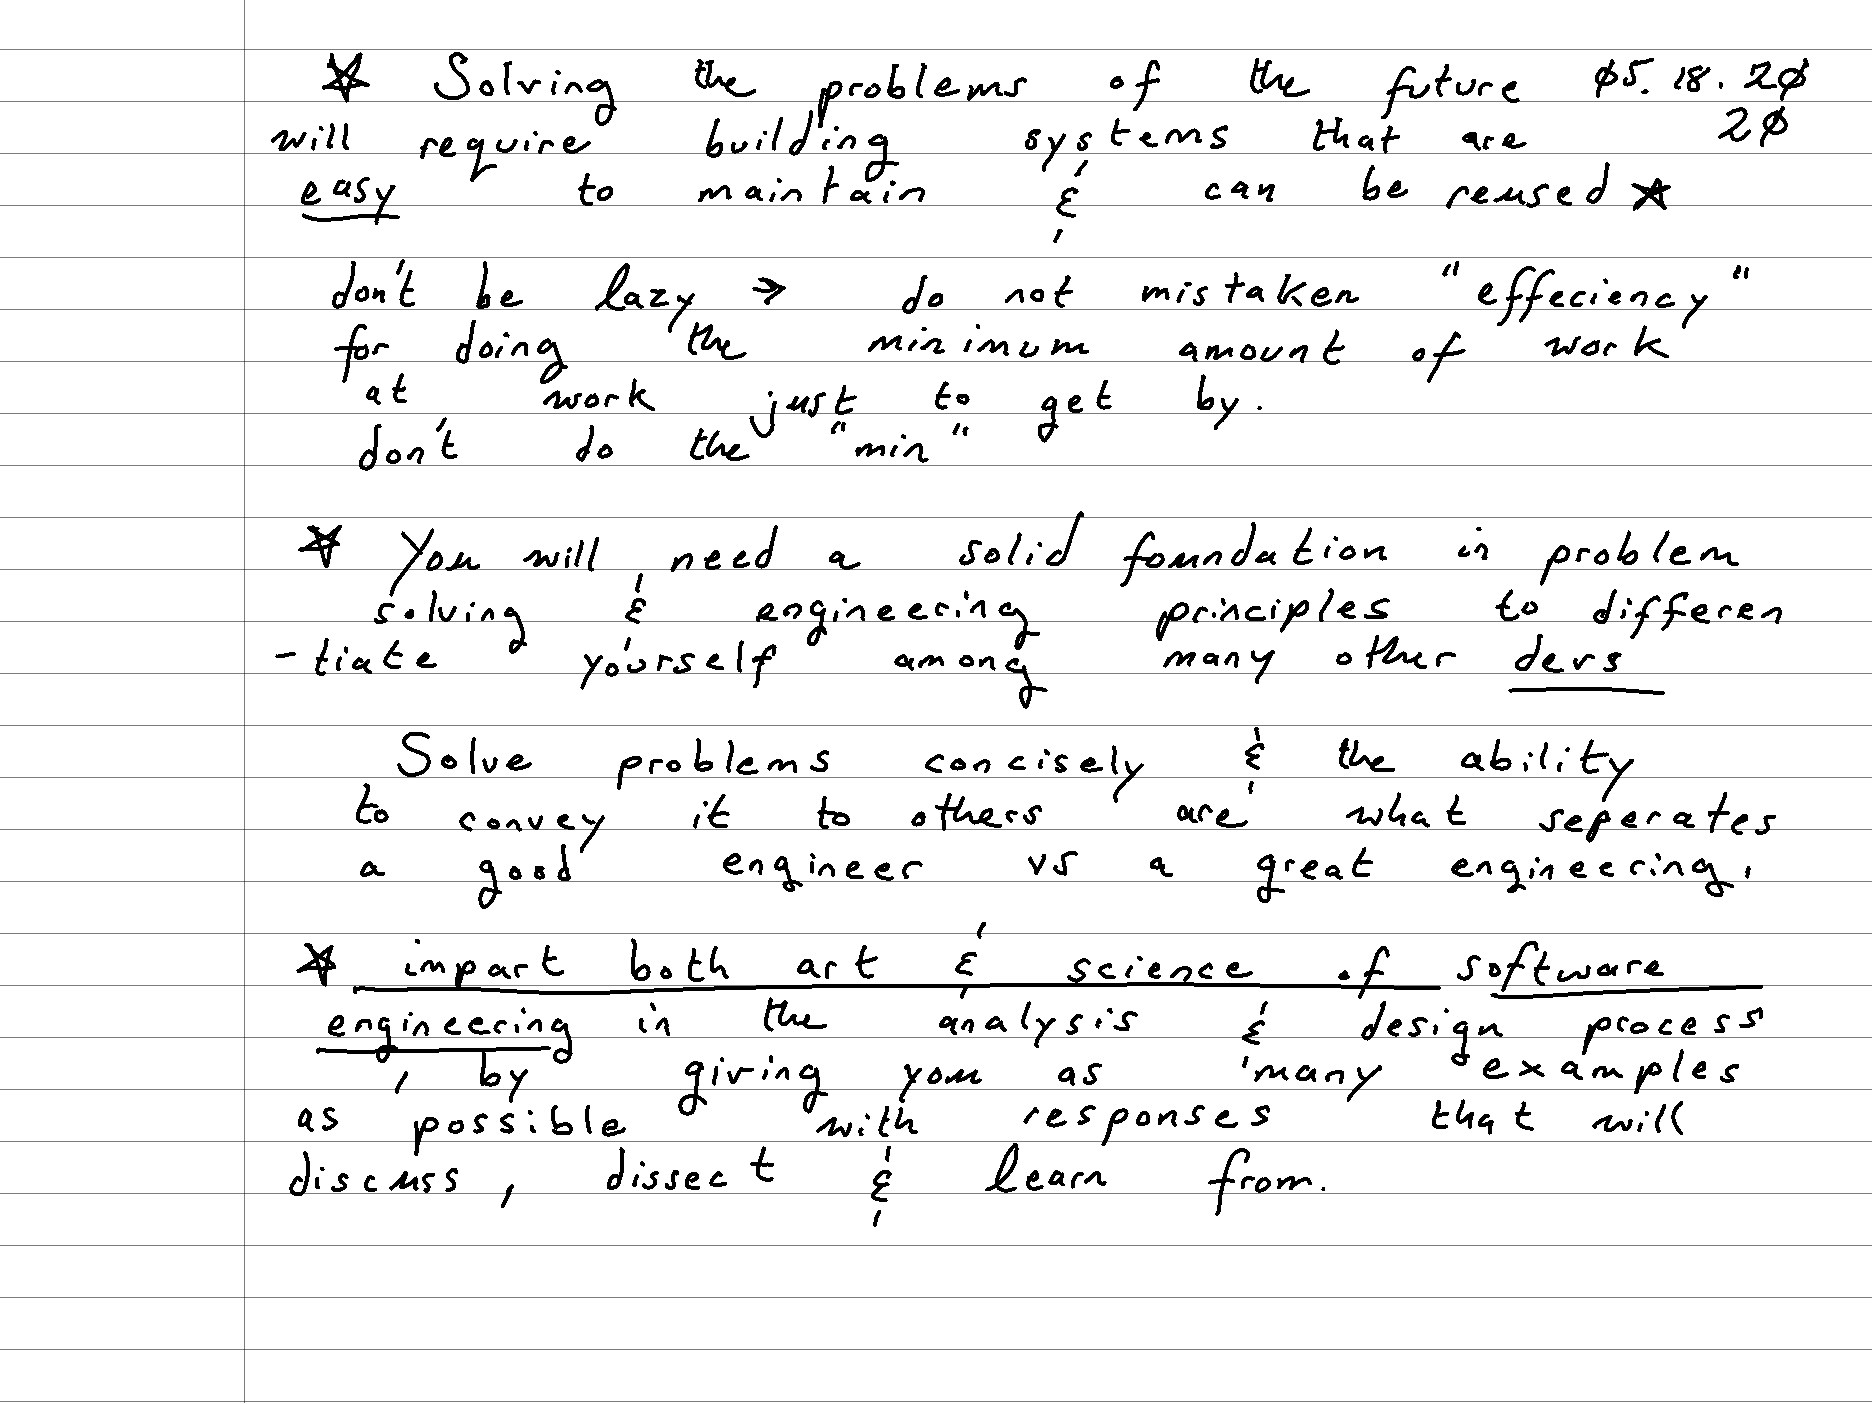 ☆ Solving the problems of the future 05.18.20
will require building systems that are 20
easy to maintain & can be reused ☆
don't be lazy → do not mistaken "effeciency"
for doing the minimum amount of work
at work just to get by.
don't do the "min"
☆ You will need a solid foundation in problem
solving & engineering principles to differen
-tiate yourself among many other devs
Solve problems concisely & the ability
to convey it to others are what seperates
a good engineer vs a great engineering.
☆ impart both art & science of software
engineering in the analysis & design process
, by giving you as many examples
as possible with responses that will
discuss, dissect & learn from.